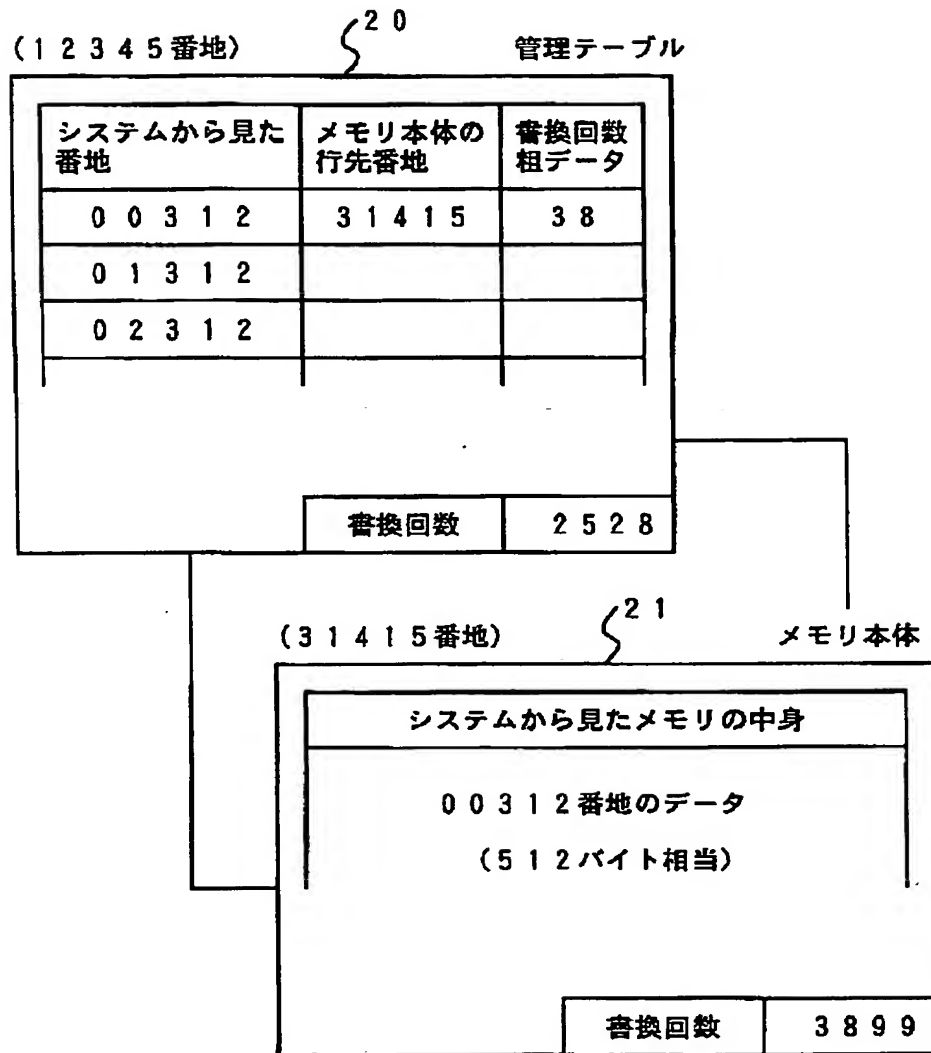 20
(12345番地)
管理テーブル
システムから見た
番地
メモリ本体の
行先番地
書換回数
粗データ
00312
31415
38
01312
02312
書換回数
2528
21
(31415番地)
メモリ本体
システムから見たメモリの中身
00312番地のデータ
(512バイト相当)
書換回数
3899